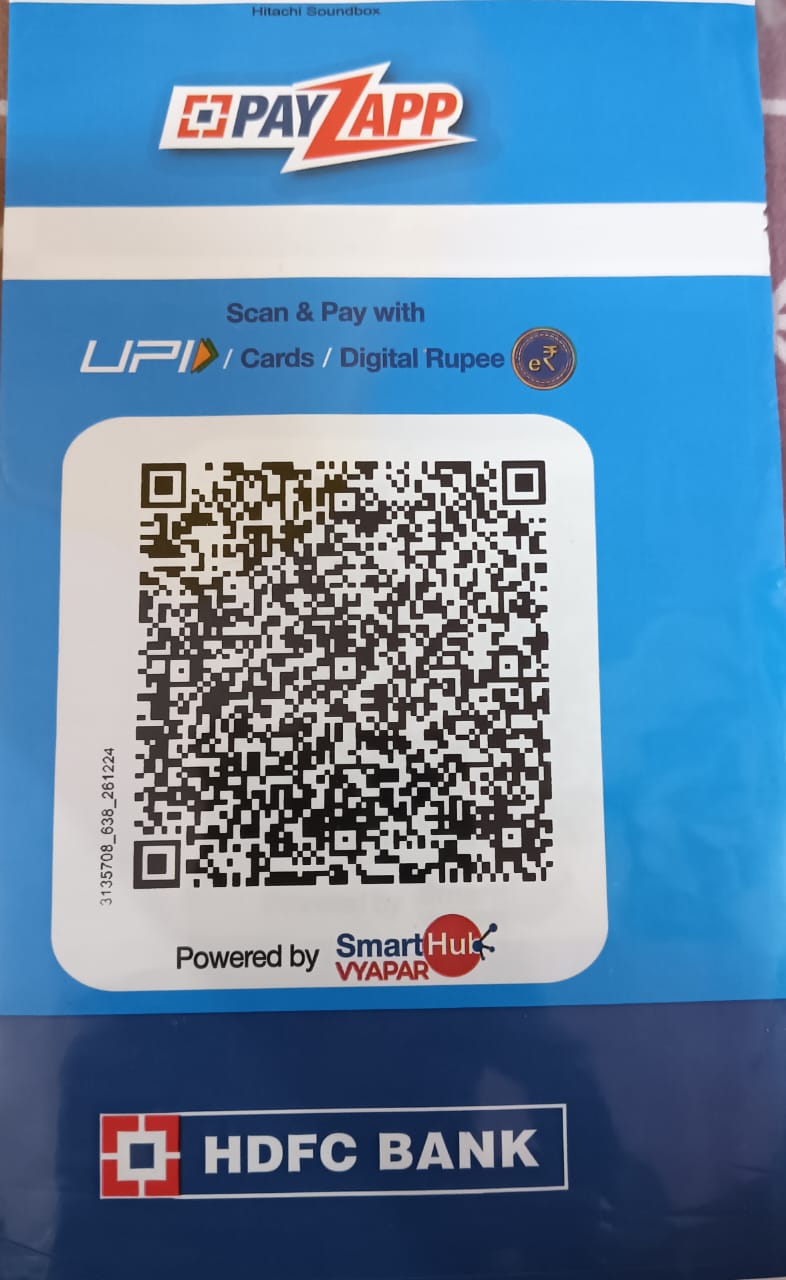 Hitachi Soundbox
PAYZAPP
Scan & Pay with
UPI / Cards / Digital Rupee e₹
3135708_638_261224
Powered by SmartHub
VYAPAR
HDFC BANK